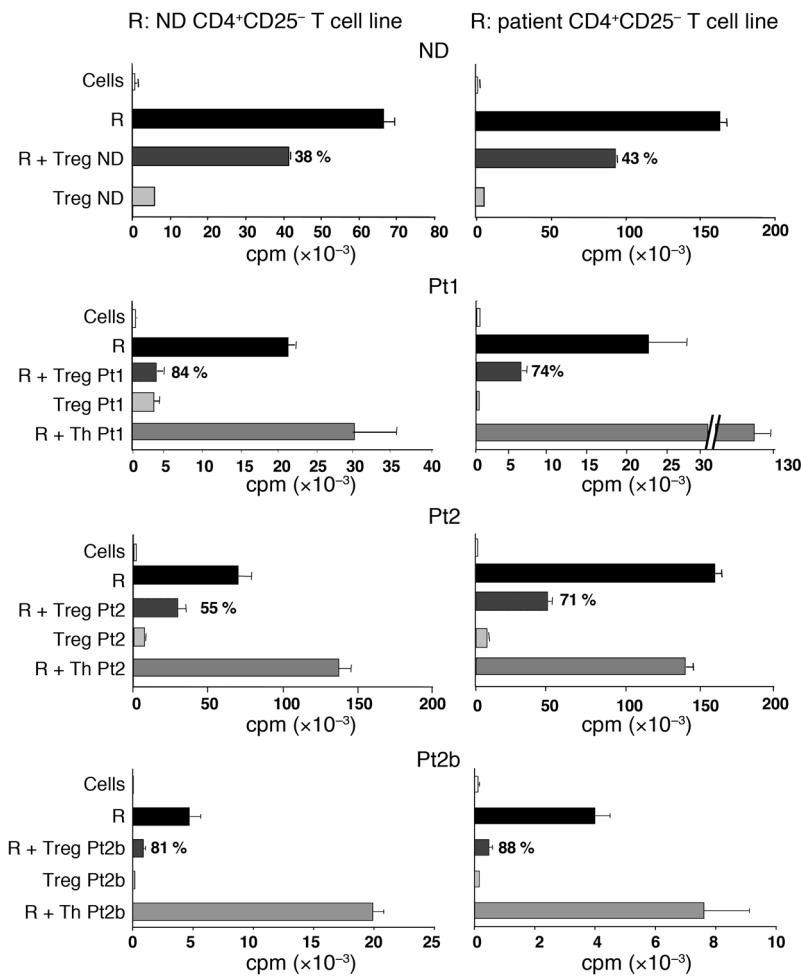 R: ND CD4⁺CD25⁻ T cell line
R: patient CD4⁺CD25⁻ T cell line
ND
Cells
R
R + Treg ND
38 %
43 %
Treg ND
0 10 20 30 40 50 60 70 80
0 50 100 150 200
cpm (×10⁻³)
cpm (×10⁻³)
Pt1
Cells
R
R + Treg Pt1
84 %
74%
Treg Pt1
R + Th Pt1
0 5 10 15 20 25 30 35 40
0 5 10 15 20 25 30 130
cpm (×10⁻³)
cpm (×10⁻³)
Pt2
Cells
R
R + Treg Pt2
55 %
71 %
Treg Pt2
R + Th Pt2
0 50 100 150 200
0 50 100 150 200
cpm (×10⁻³)
cpm (×10⁻³)
Pt2b
Cells
R
R + Treg Pt2b
81 %
88 %
Treg Pt2b
R + Th Pt2b
0 5 10 15 20 25
0 2 4 6 8 10
cpm (×10⁻³)
cpm (×10⁻³)